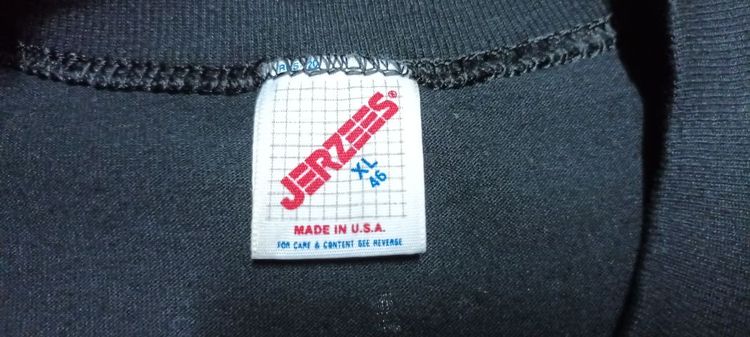 JERZEES®
XL
46
MADE IN U.S.A.
FOR CARE & CONTENT SEE REVERSE